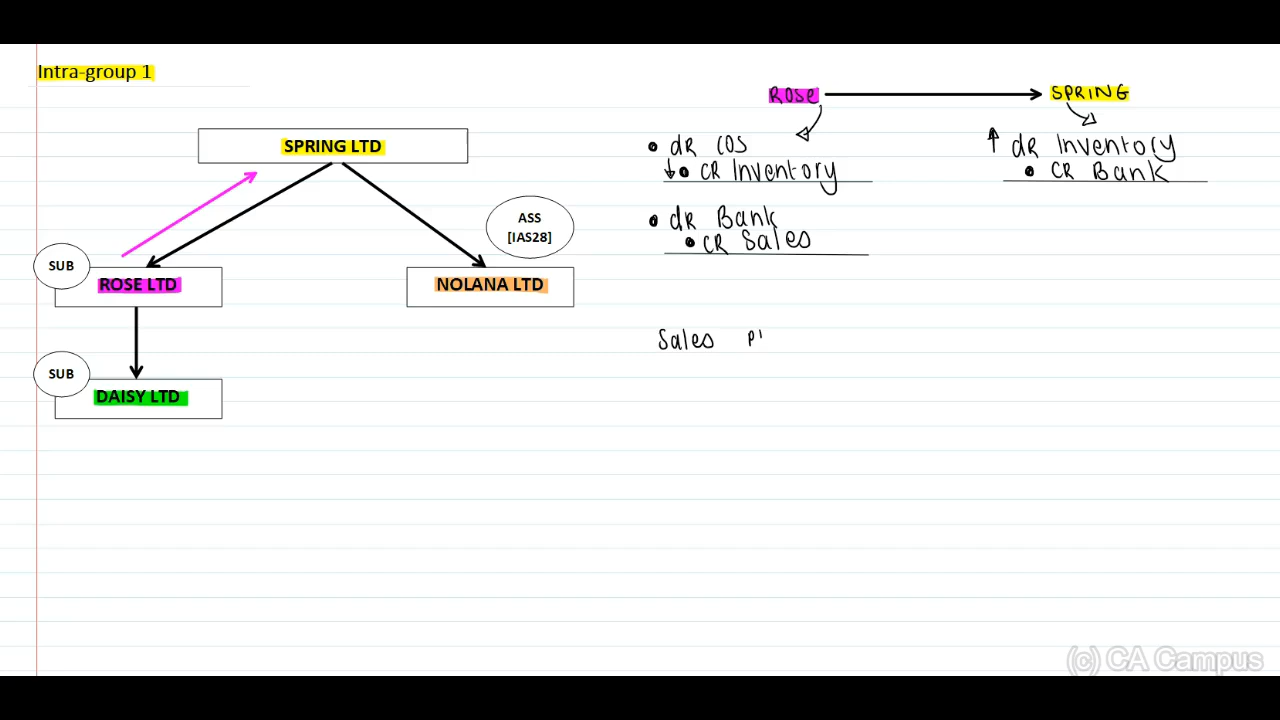 Intra-group 1
SPRING LTD
ASS
[IAS28]
SUB
ROSE LTD
NOLANA LTD
SUB
DAISY LTD
ROSE
SPRING
• dR COS
• CR Inventory
dR Inventory
• CR Bank
• dR Bank
• CR Sales
Sales
(c) CA Campus